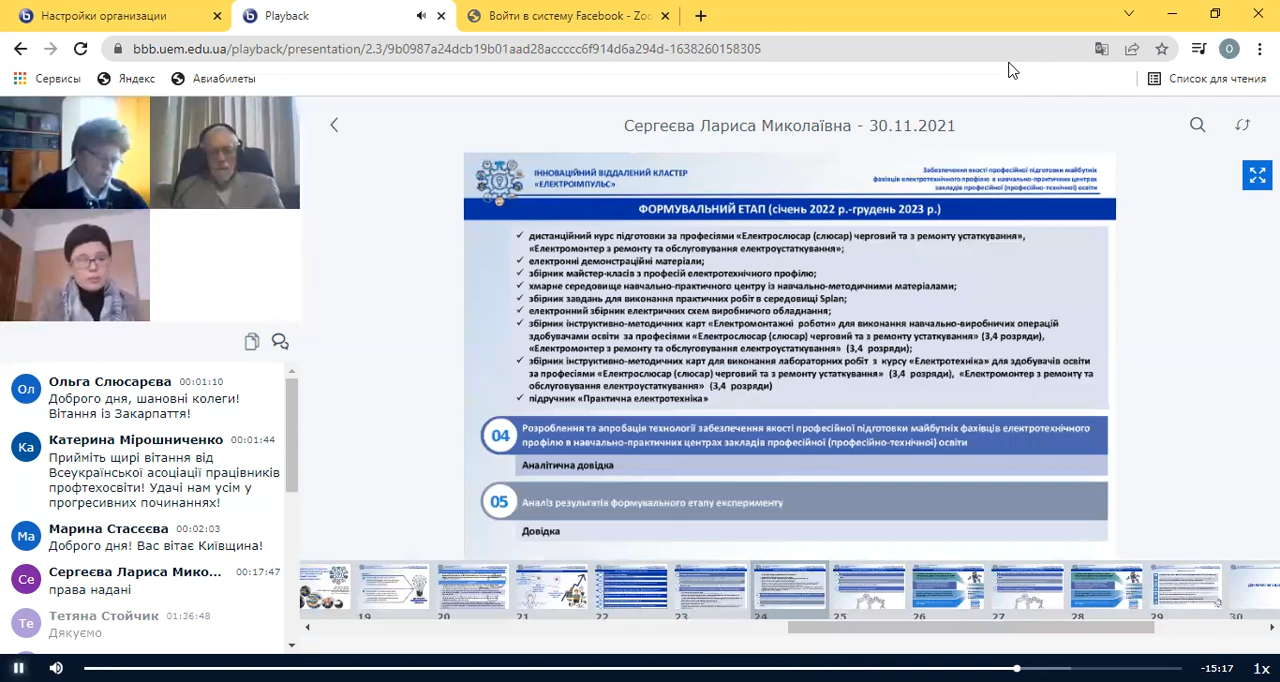 Настройки организации
Playback
Войти в систему Facebook - Zoo
bbb.uem.edu.ua/playback/presentation/2.3/9b0987a24dcb19b01aad28accccc6f914d6a294d-1638260158305
O
Сервисы
Яндекс
Авиабилеты
Список для чтения
Сергеєва Лариса Миколаївна - 30.11.2021
ІННОВАЦІЙНИЙ ВІДДАЛЕНИЙ КЛАСТЕР
«ЕЛЕКТРОІМПУЛЬС»
Забезпечення якості професійної підготовки майбутніх
фахівців електротехнічного профілю в навчально-практичних центрах
закладів професійної (професійно-технічної) освіти
ФОРМУВАЛЬНИЙ ЕТАП (січень 2022 р.-грудень 2023 р.)
✓ дистанційний курс підготовки за професіями «Електрослюсар (слюсар) черговий та з ремонту устаткування»,
«Електромонтер з ремонту та обслуговування електроустаткування»;
✓ електронні демонстраційні матеріали;
✓ збірник майстер-класів з професій електротехнічного профілю;
✓ хмарне середовище навчально-практичного центру із навчально-методичними матеріалами;
✓ збірник завдань для виконання практичних робіт в середовищі Splan;
✓ електронний збірник електричних схем виробничого обладнання;
✓ збірник інструктивно-методичних карт «Електромонтажні роботи» для виконання навчально-виробничих операцій
здобувачами освіти за професіями «Електрослюсар (слюсар) черговий та з ремонту устаткування» (3,4 розряди),
«Електромонтер з ремонту та обслуговування електроустаткування» (3,4 розряди);
✓ збірник інструктивно-методичних карт для виконання лабораторних робіт з курсу «Електротехніка» для здобувачів освіти
за професіями «Електрослюсар (слюсар) черговий та з ремонту устаткування» (3,4 розряди), «Електромонтер з ремонту та
обслуговування електроустаткування» (3,4 розряди)
✓ підручник «Практична електротехніка»
04
Розроблення та апробація технології забезпечення якості професійної підготовки майбутніх фахівців електротехнічного
профілю в навчально-практичних центрах закладів професійної (професійно-технічної) освіти
Аналітична довідка
05
Аналіз результатів формувального етапу експерименту
Довідка
Ол
Ольга Слюсарєва 00:01:10
Доброго дня, шановні колеги!
Вітання із Закарпаття!
Ка
Катерина Мірошниченко 00:01:44
Прийміть щирі вітання від
Всеукраїнської асоціації працівників
профтехосвіти! Удачі нам усім у
прогресивних починаннях!
Ма
Марина Стасєєва 00:02:03
Доброго дня! Вас вітає Київщина!
Се
Сергеєва Лариса Мико... 00:17:47
права надані
Те
Тетяна Стойчик 01:36:48
Дякуємо
19
20
21
22
23
24
25
26
27
28
29
30
-15:17
1x